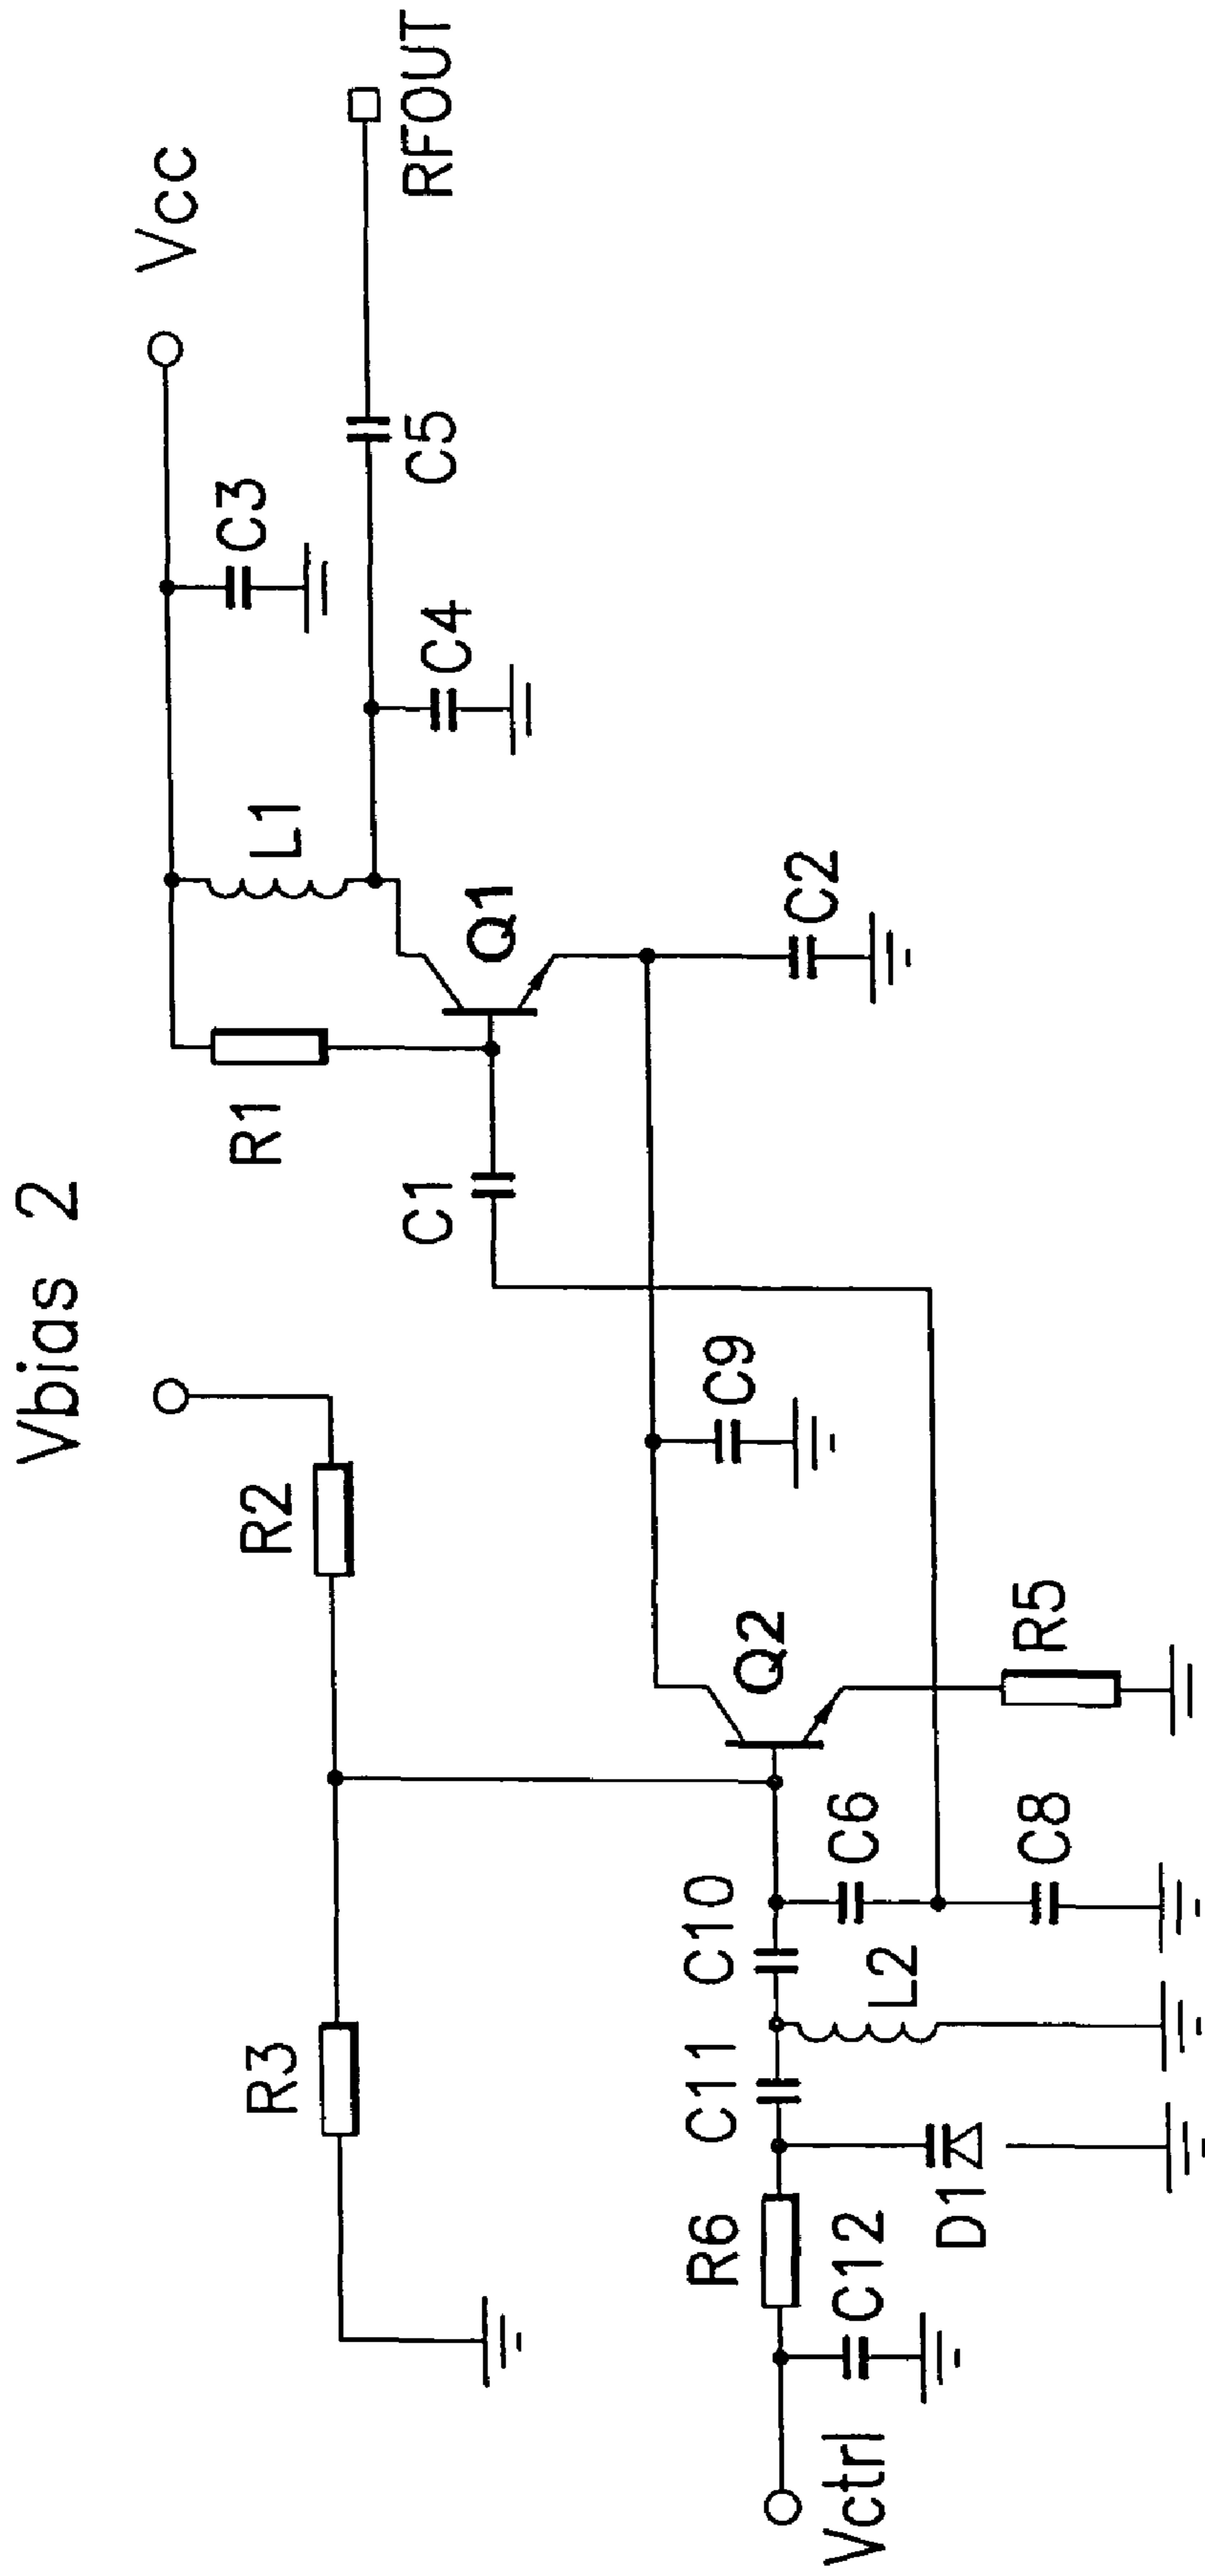 Vbias 2
Vcc
R3
R2
R1
L1
C3
C1
C4
C5
RFOUT
Q1
R6
C11
C10
Q2
C9
C2
Vctrl
C12
D1
L2
C6
C8
R5